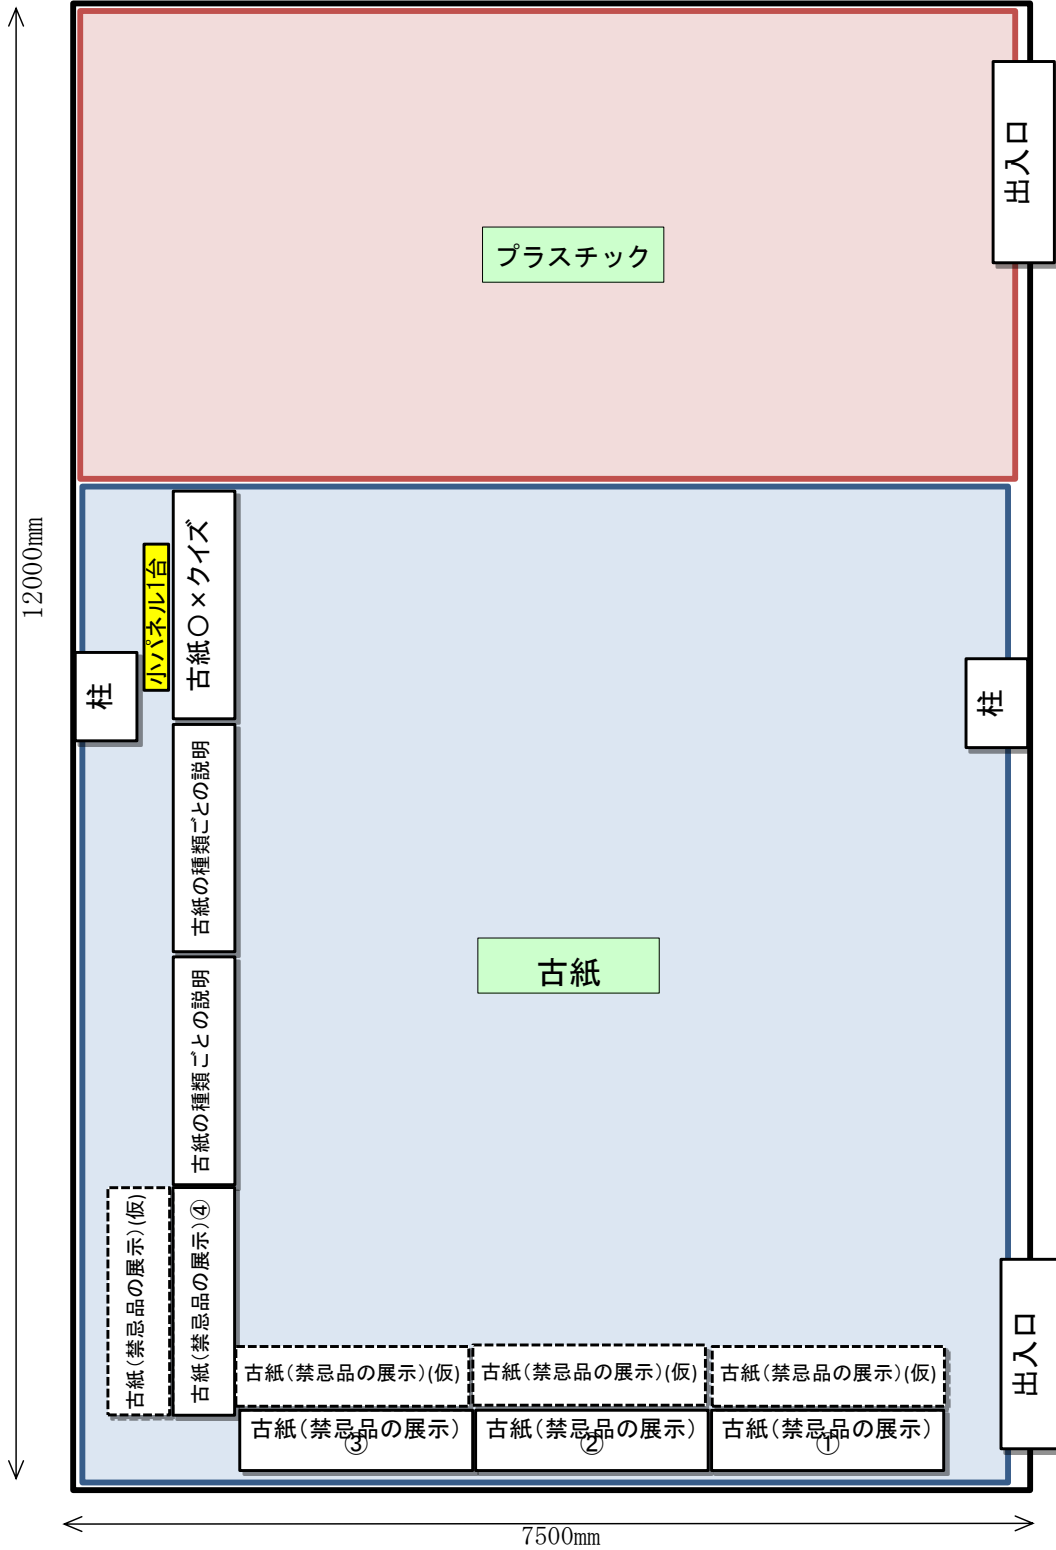 出入口
プラスチック
12000mm
小パネル1台
古紙〇×クイズ
柱
柱
古紙の種類ごとの説明
古紙
古紙の種類ごとの説明
古紙(禁忌品の展示)(仮)
古紙(禁忌品の展示)④
出入口
古紙(禁忌品の展示)(仮)
古紙(禁忌品の展示)(仮)
古紙(禁忌品の展示)(仮)
古紙(禁忌品の展示)
③
古紙(禁忌品の展示)
②
古紙(禁忌品の展示)
①
7500mm